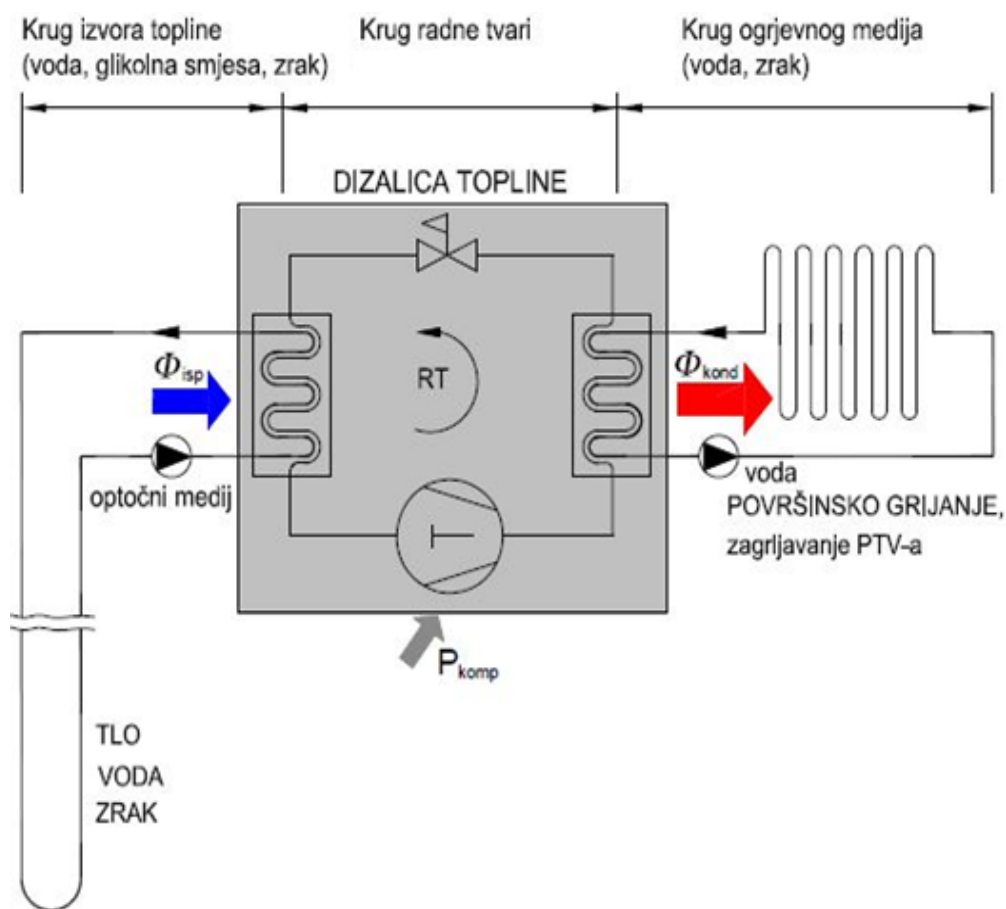 Krug izvora topline
(voda, glikolna smjesa, zrak)
Krug radne tvari
Krug ogrjevnog medija
(voda, zrak)
DIZALICA TOPLINE
Φisp
RT
Φkond
optočni medij
voda
POVRŠINSKO GRIJANJE,
zagrljavanje PTV-a
Pkomp
TLO
VODA
ZRAK